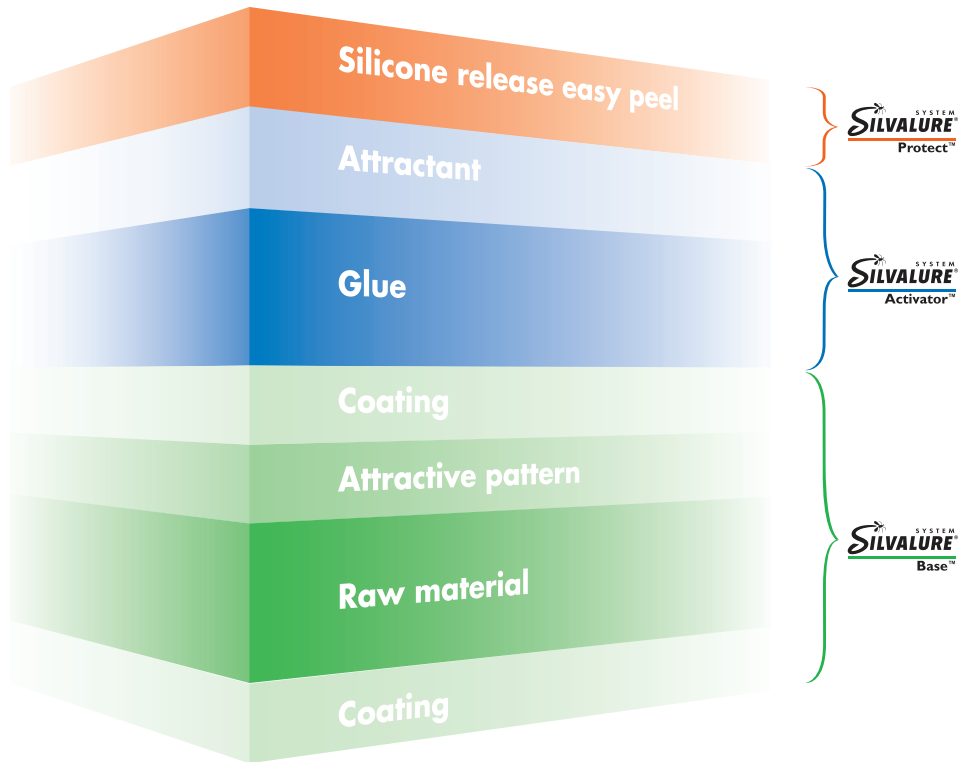 Silicone release easy peel
Attractant
Glue
Coating
Attractive pattern
Raw material
Coating
SYSTEM
SILVALURE®
Protect™
SYSTEM
SILVALURE®
Activator™
SYSTEM
SILVALURE®
Base™